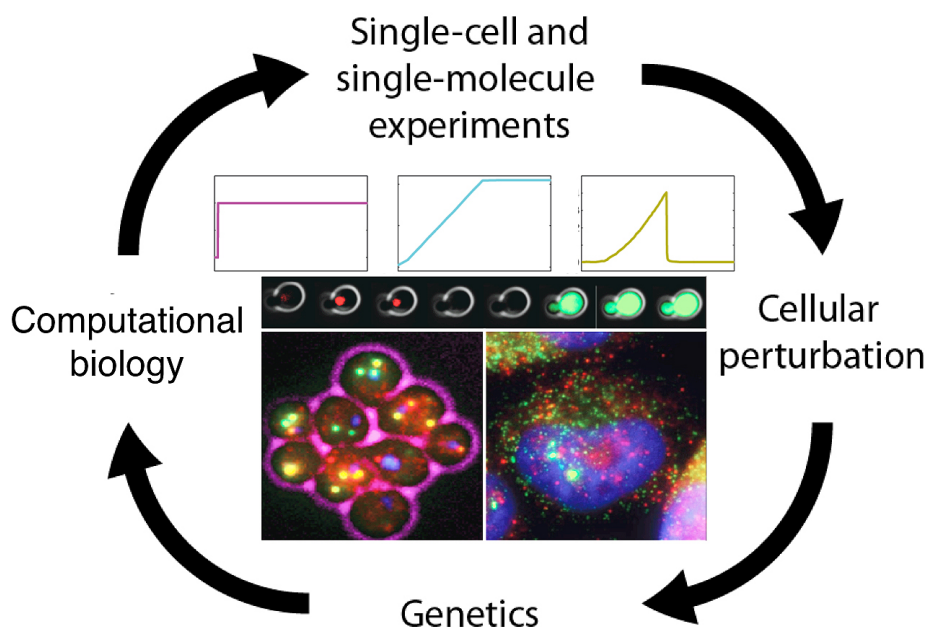 Single-cell and
single-molecule
experiments
Cellular
perturbation
Genetics
Computational
biology